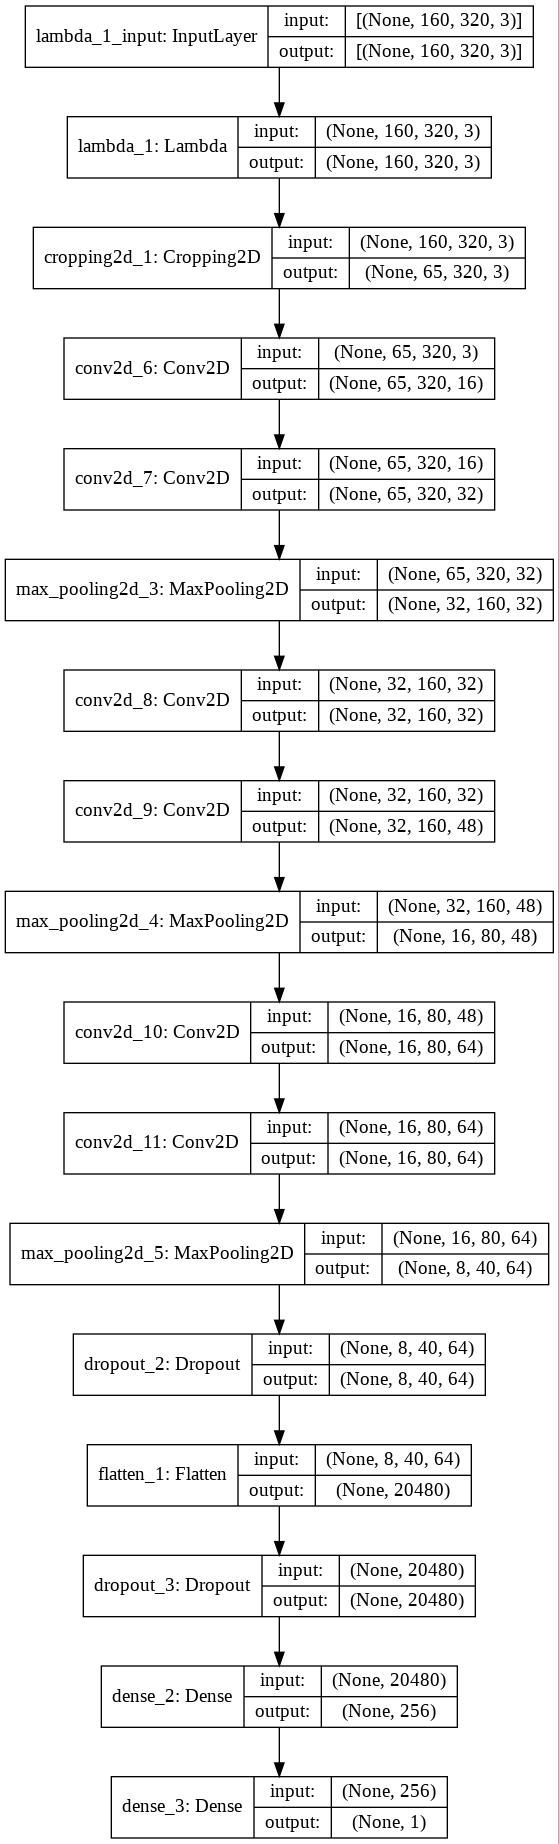 lambda_1_input: InputLayer
input: [(None, 160, 320, 3)]
output: [(None, 160, 320, 3)]
lambda_1: Lambda
input: (None, 160, 320, 3)
output: (None, 160, 320, 3)
cropping2d_1: Cropping2D
input: (None, 160, 320, 3)
output: (None, 65, 320, 3)
conv2d_6: Conv2D
input: (None, 65, 320, 3)
output: (None, 65, 320, 16)
conv2d_7: Conv2D
input: (None, 65, 320, 16)
output: (None, 65, 320, 32)
max_pooling2d_3: MaxPooling2D
input: (None, 65, 320, 32)
output: (None, 32, 160, 32)
conv2d_8: Conv2D
input: (None, 32, 160, 32)
output: (None, 32, 160, 32)
conv2d_9: Conv2D
input: (None, 32, 160, 32)
output: (None, 32, 160, 48)
max_pooling2d_4: MaxPooling2D
input: (None, 32, 160, 48)
output: (None, 16, 80, 48)
conv2d_10: Conv2D
input: (None, 16, 80, 48)
output: (None, 16, 80, 64)
conv2d_11: Conv2D
input: (None, 16, 80, 64)
output: (None, 16, 80, 64)
max_pooling2d_5: MaxPooling2D
input: (None, 16, 80, 64)
output: (None, 8, 40, 64)
dropout_2: Dropout
input: (None, 8, 40, 64)
output: (None, 8, 40, 64)
flatten_1: Flatten
input: (None, 8, 40, 64)
output: (None, 20480)
dropout_3: Dropout
input: (None, 20480)
output: (None, 20480)
dense_2: Dense
input: (None, 20480)
output: (None, 256)
dense_3: Dense
input: (None, 256)
output: (None, 1)